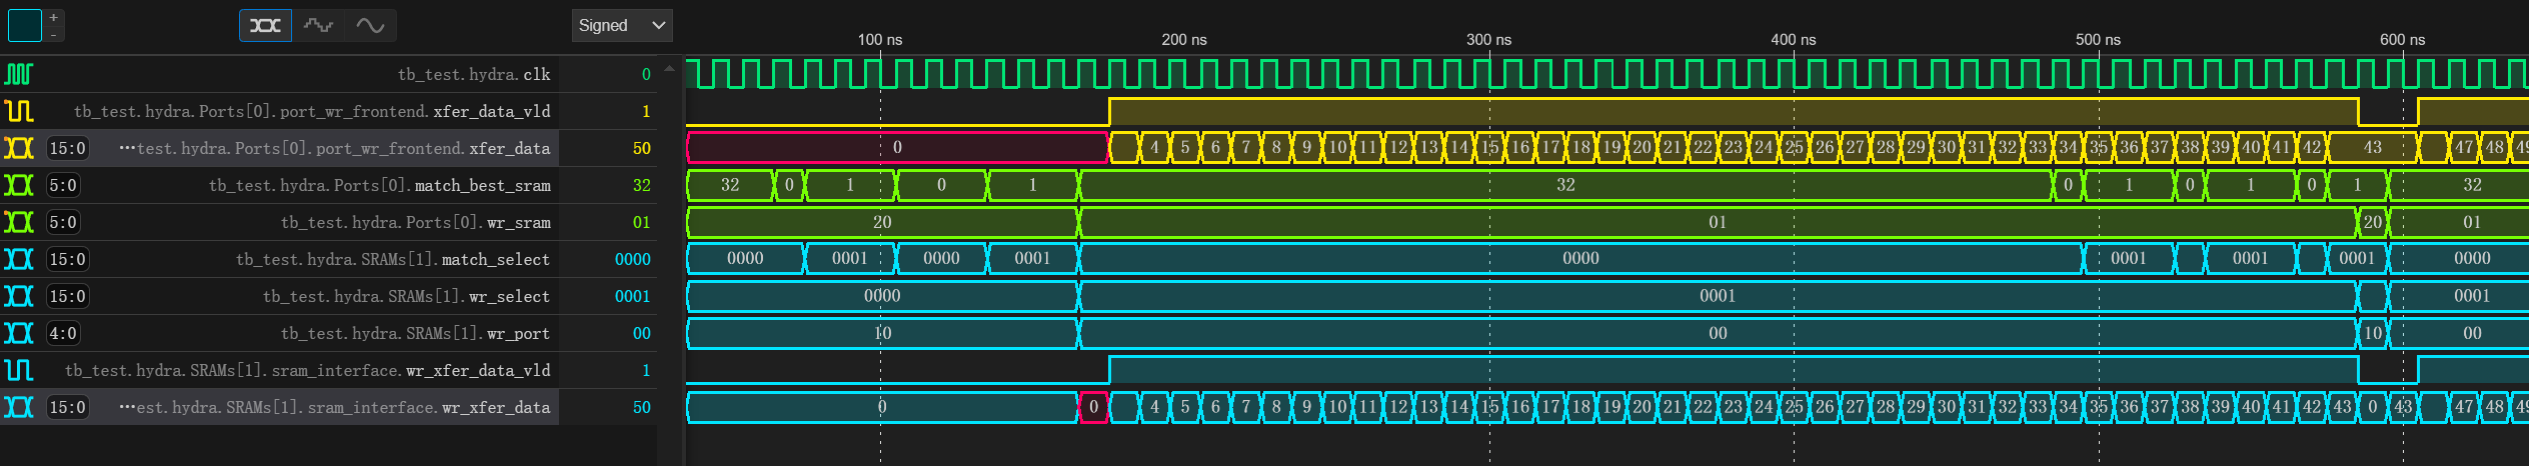 +
-
Signed
100 ns 200 ns 300 ns 400 ns 500 ns 600 ns
tb_test.hydra.clk 0
tb_test.hydra.Ports[0].port_wr_frontend.xfer_data_vld 1
15:0 ⋯test.hydra.Ports[0].port_wr_frontend.xfer_data 50 0 4 5 6 7 8 9 10 11 12 13 14 15 16 17 18 19 20 21 22 23 24 25 26 27 28 29 30 31 32 33 34 35 36 37 38 39 40 41 42 43 47 48 49
5:0 tb_test.hydra.Ports[0].match_best_sram 32 32 0 1 0 1 32 0 1 0 1 0 1 32
5:0 tb_test.hydra.Ports[0].wr_sram 01 20 01 20 01
15:0 tb_test.hydra.SRAMs[1].match_select 0000 0000 0001 0000 0001 0000 0001 0001 0001 0000
15:0 tb_test.hydra.SRAMs[1].wr_select 0001 0000 0001 0001
4:0 tb_test.hydra.SRAMs[1].wr_port 00 10 00 10 00
tb_test.hydra.SRAMs[1].sram_interface.wr_xfer_data_vld 1
15:0 ⋯est.hydra.SRAMs[1].sram_interface.wr_xfer_data 50 0 0 4 5 6 7 8 9 10 11 12 13 14 15 16 17 18 19 20 21 22 23 24 25 26 27 28 29 30 31 32 33 34 35 36 37 38 39 40 41 42 43 0 43 47 48 49